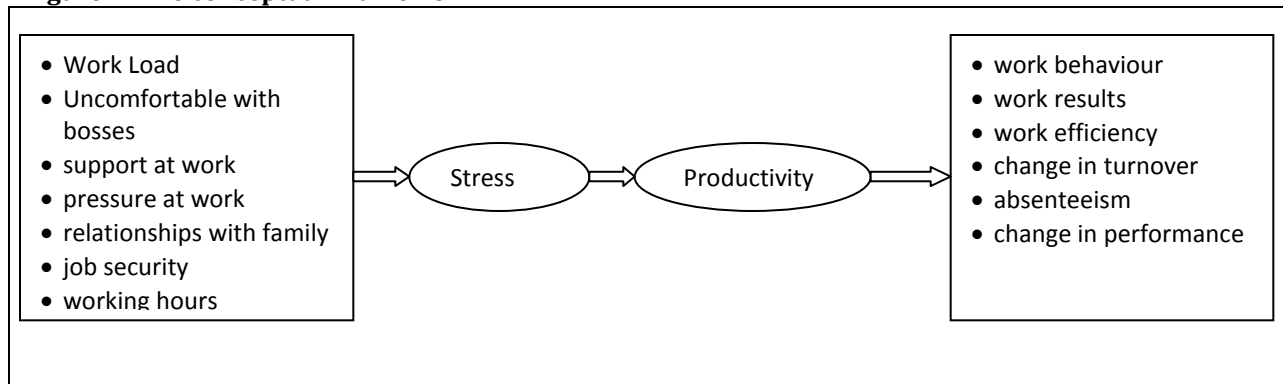 • Work Load
• Uncomfortable with
bosses
• support at work
• pressure at work
• relationships with family
• job security
• working hours
Stress
Productivity
• work behaviour
• work results
• work efficiency
• change in turnover
• absenteeism
• change in performance